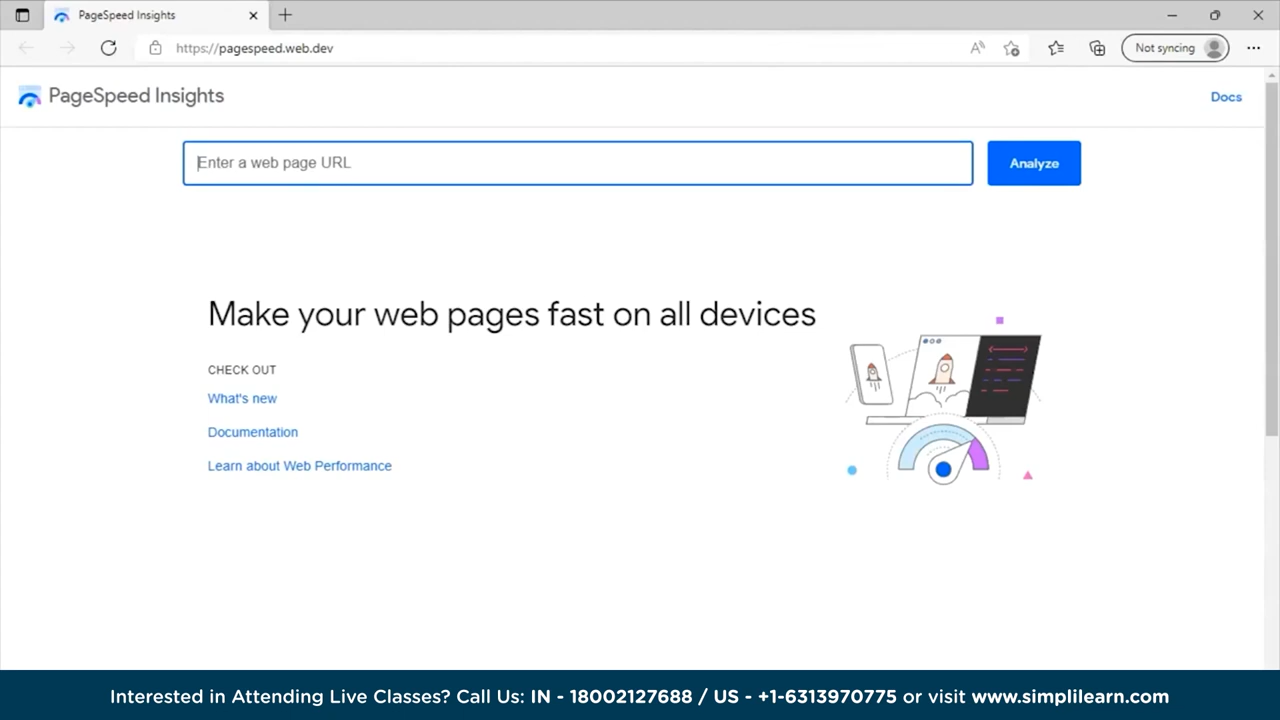 PageSpeed Insights
https://pagespeed.web.dev
Not syncing
PageSpeed Insights
Docs
Enter a web page URL
Analyze
Make your web pages fast on all devices
CHECK OUT
What's new
Documentation
Learn about Web Performance
Interested in Attending Live Classes? Call Us: IN - 18002127688 / US - +1-6313970775 or visit www.simplilearn.com